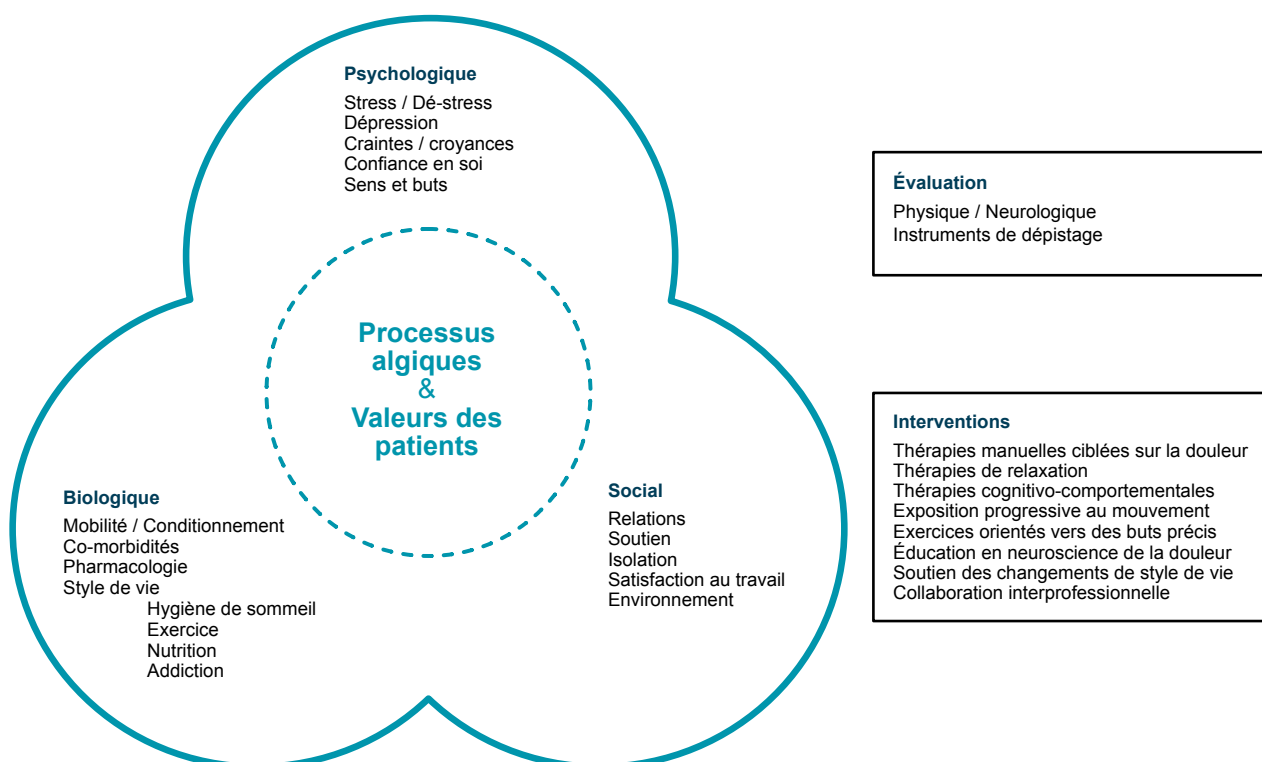 Psychologique
Stress / Dé-stress
Dépression
Craintes / croyances
Confiance en soi
Sens et buts
Évaluation
Physique / Neurologique
Instruments de dépistage
Processus
algiques
&
Valeurs des
patients
Biologique
Mobilité / Conditionnement
Co-morbidités
Pharmacologie
Style de vie
Hygiène de sommeil
Exercice
Nutrition
Addiction
Social
Relations
Soutien
Isolation
Satisfaction au travail
Environnement
Interventions
Thérapies manuelles ciblées sur la douleur
Thérapies de relaxation
Thérapies cognitivo-comportementales
Exposition progressive au mouvement
Exercices orientés vers des buts précis
Éducation en neuroscience de la douleur
Soutien des changements de style de vie
Collaboration interprofessionnelle